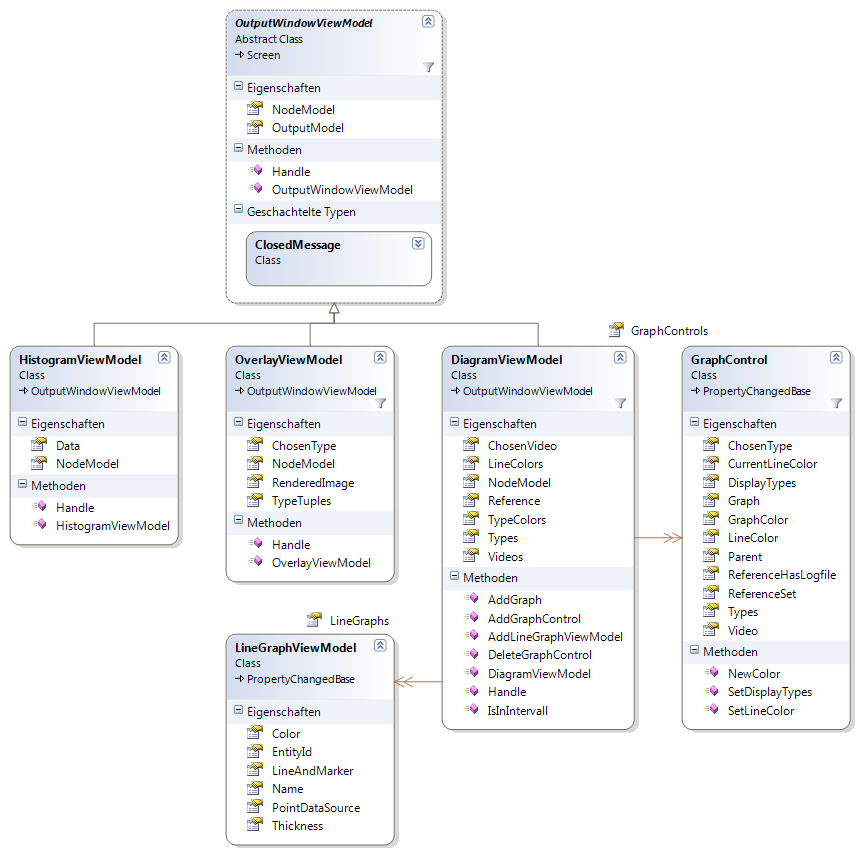 OutputWindowViewModel
Abstract Class
Screen
Eigenschaften
NodeModel
OutputModel
Methoden
Handle
OutputWindowViewModel
Geschachtelte Typen
ClosedMessage
Class
HistogramViewModel
Class
OutputWindowViewModel
Eigenschaften
Data
NodeModel
Methoden
Handle
HistogramViewModel
OverlayViewModel
Class
OutputWindowViewModel
Eigenschaften
ChosenType
NodeModel
RenderedImage
TypeTuples
Methoden
Handle
OverlayViewModel
DiagramViewModel
Class
OutputWindowViewModel
Eigenschaften
ChosenVideo
LineColors
NodeModel
Reference
TypeColors
Types
Videos
Methoden
AddGraph
AddGraphControl
AddLineGraphViewModel
DeleteGraphControl
DiagramViewModel
Handle
IsInIntervall
GraphControls
GraphControl
Class
PropertyChangedBase
Eigenschaften
ChosenType
CurrentLineColor
DisplayTypes
Graph
GraphColor
LineColor
Parent
ReferenceHasLogfile
ReferenceSet
Types
Video
Methoden
NewColor
SetDisplayTypes
SetLineColor
LineGraphs
LineGraphViewModel
Class
PropertyChangedBase
Eigenschaften
Color
EntityId
LineAndMarker
Name
PointDataSource
Thickness